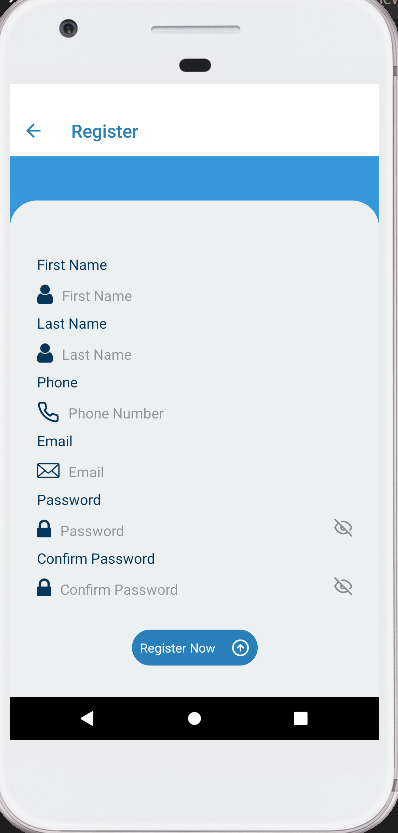 Register
First Name
First Name
Last Name
Last Name
Phone
Phone Number
Email
Email
Password
Password
Confirm Password
Confirm Password
Register Now